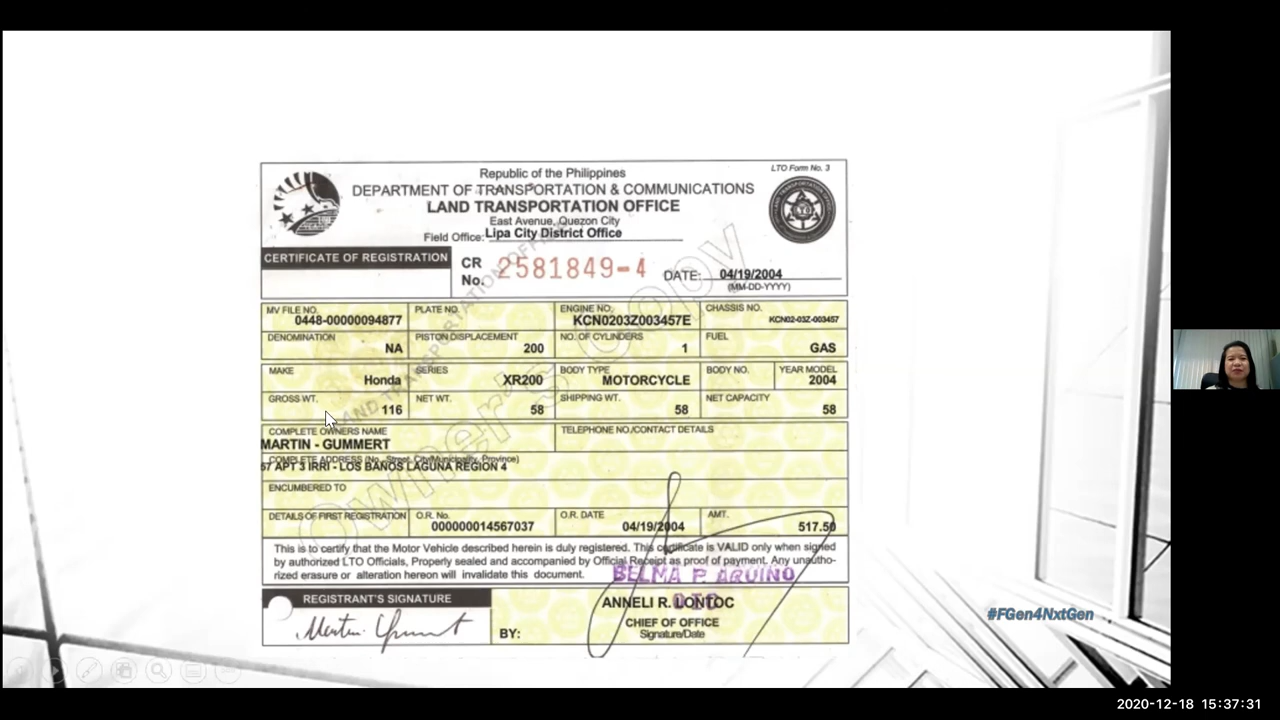 LTO Form No. 3
Republic of the Philippines
DEPARTMENT OF TRANSPORTATION & COMMUNICATIONS
LAND TRANSPORTATION OFFICE
East Avenue, Quezon City
Field Office: Lipa City District Office
CERTIFICATE OF REGISTRATION
CR No. 2581849-4
DATE: 04/19/2004
(MM-DD-YYYY)
MV FILE NO. PLATE NO. ENGINE NO. CHASSIS NO.
0448-00000094877 KCN0203Z003457E KCN02-03Z-003457
DENOMINATION PISTON DISPLACEMENT NO. OF CYLINDERS FUEL
NA 200 1 GAS
MAKE SERIES BODY TYPE BODY NO. YEAR MODEL
Honda XR200 MOTORCYCLE 2004
GROSS WT. NET WT. SHIPPING WT. NET CAPACITY
116 58 58 58
COMPLETE OWNERS NAME TELEPHONE NO./CONTACT DETAILS
MARTIN - GUMMERT
COMPLETE ADDRESS (No., Street, City/Municipality, Province)
57 APT 3 IRRI - LOS BANOS LAGUNA REGION 4
ENCUMBERED TO
DETAILS OF FIRST REGISTRATION O.R. No. O.R. DATE AMT.
000000014567037 04/19/2004 517.50
This is to certify that the Motor Vehicle described herein is duly registered. This certificate is VALID only when signed
by authorized LTO Officials, Properly sealed and accompanied by Official Receipt as proof of payment. Any unautho-
rized erasure or alteration hereon will invalidate this document.
BELMA P. AQUINO
REGISTRANT'S SIGNATURE
ANNELI R. LONTOC
CHIEF OF OFFICE
Signature/Date
BY:
Owner's Copy
#FGen4NxtGen
2020-12-18 15:37:31